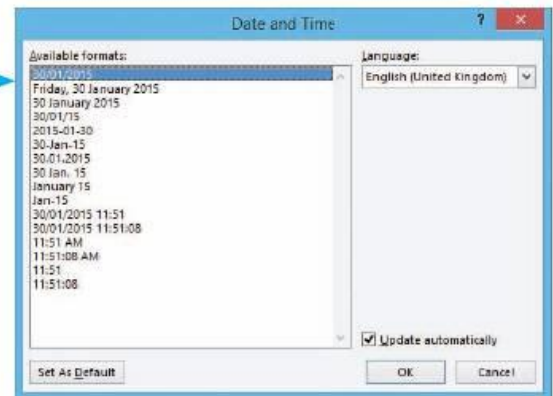 Date and Time
?
Available formats:
Language:
30/01/2015
English (United Kingdom)
Friday, 30 January 2015
30 January 2015
30/01/15
2015-01-30
30-Jan-15
30.01.2015
30 Jan. 15
January 15
Jan-15
30/01/2015 11:51
30/01/2015 11:51:08
11:51 AM
11:51:08 AM
11:51
11:51:08
Update automatically
Set As Default
OK
Cancel